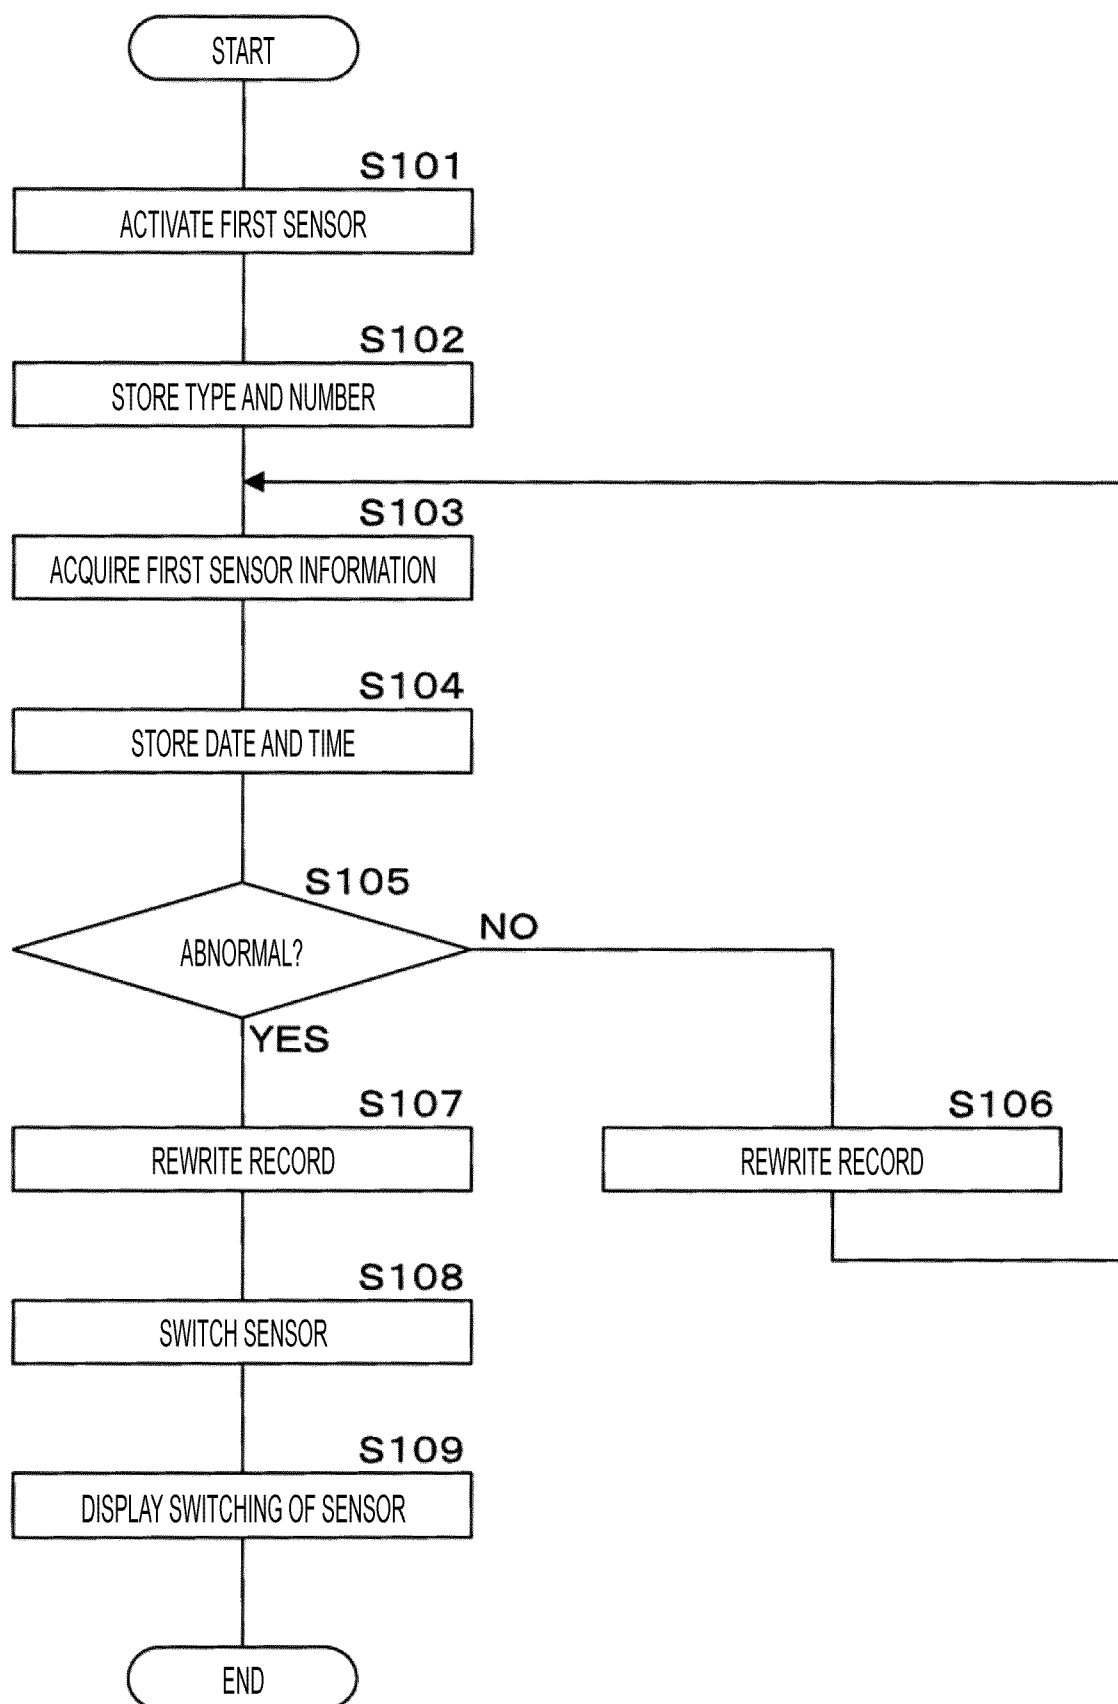 START
S101
ACTIVATE FIRST SENSOR
S102
STORE TYPE AND NUMBER
S103
ACQUIRE FIRST SENSOR INFORMATION
S104
STORE DATE AND TIME
S105
ABNORMAL?
NO
YES
S107
REWRITE RECORD
S106
REWRITE RECORD
S108
SWITCH SENSOR
S109
DISPLAY SWITCHING OF SENSOR
END